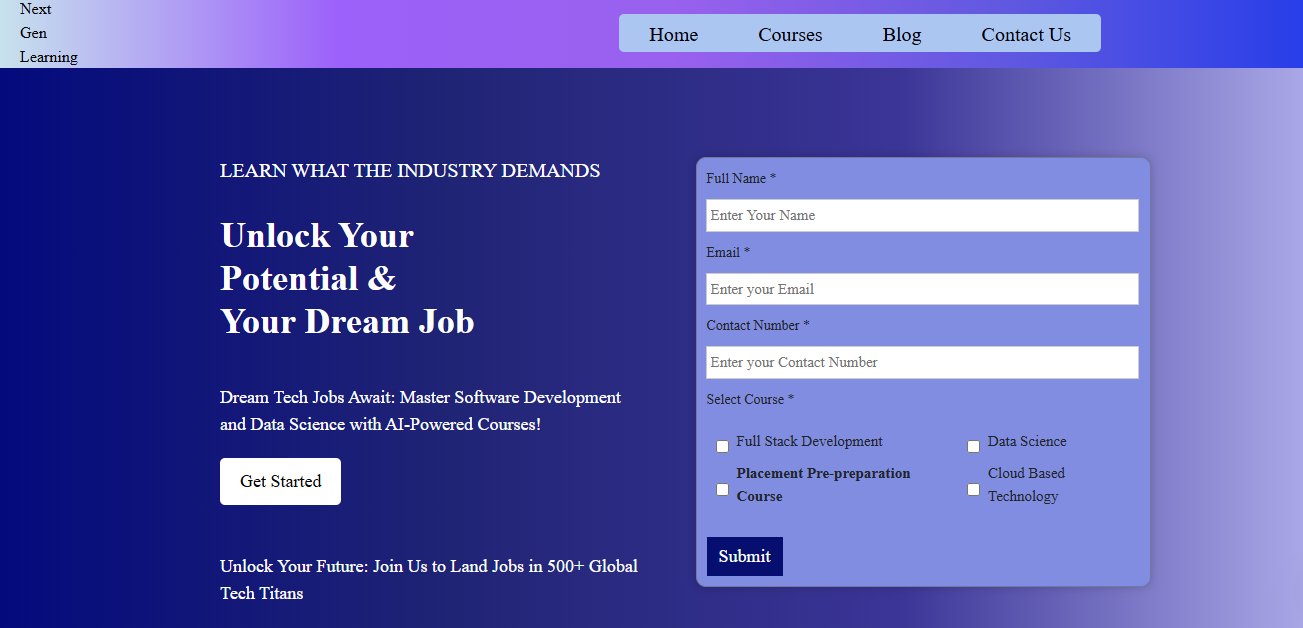 Next
Gen
Learning
Home
Courses
Blog
Contact Us
LEARN WHAT THE INDUSTRY DEMANDS
Unlock Your
Potential &
Your Dream Job
Dream Tech Jobs Await: Master Software Development
and Data Science with AI-Powered Courses!
Get Started
Unlock Your Future: Join Us to Land Jobs in 500+ Global
Tech Titans
Full Name *
Enter Your Name
Email *
Enter your Email
Contact Number *
Enter your Contact Number
Select Course *
Full Stack Development
Data Science
Placement Pre-preparation
Course
Cloud Based
Technology
Submit